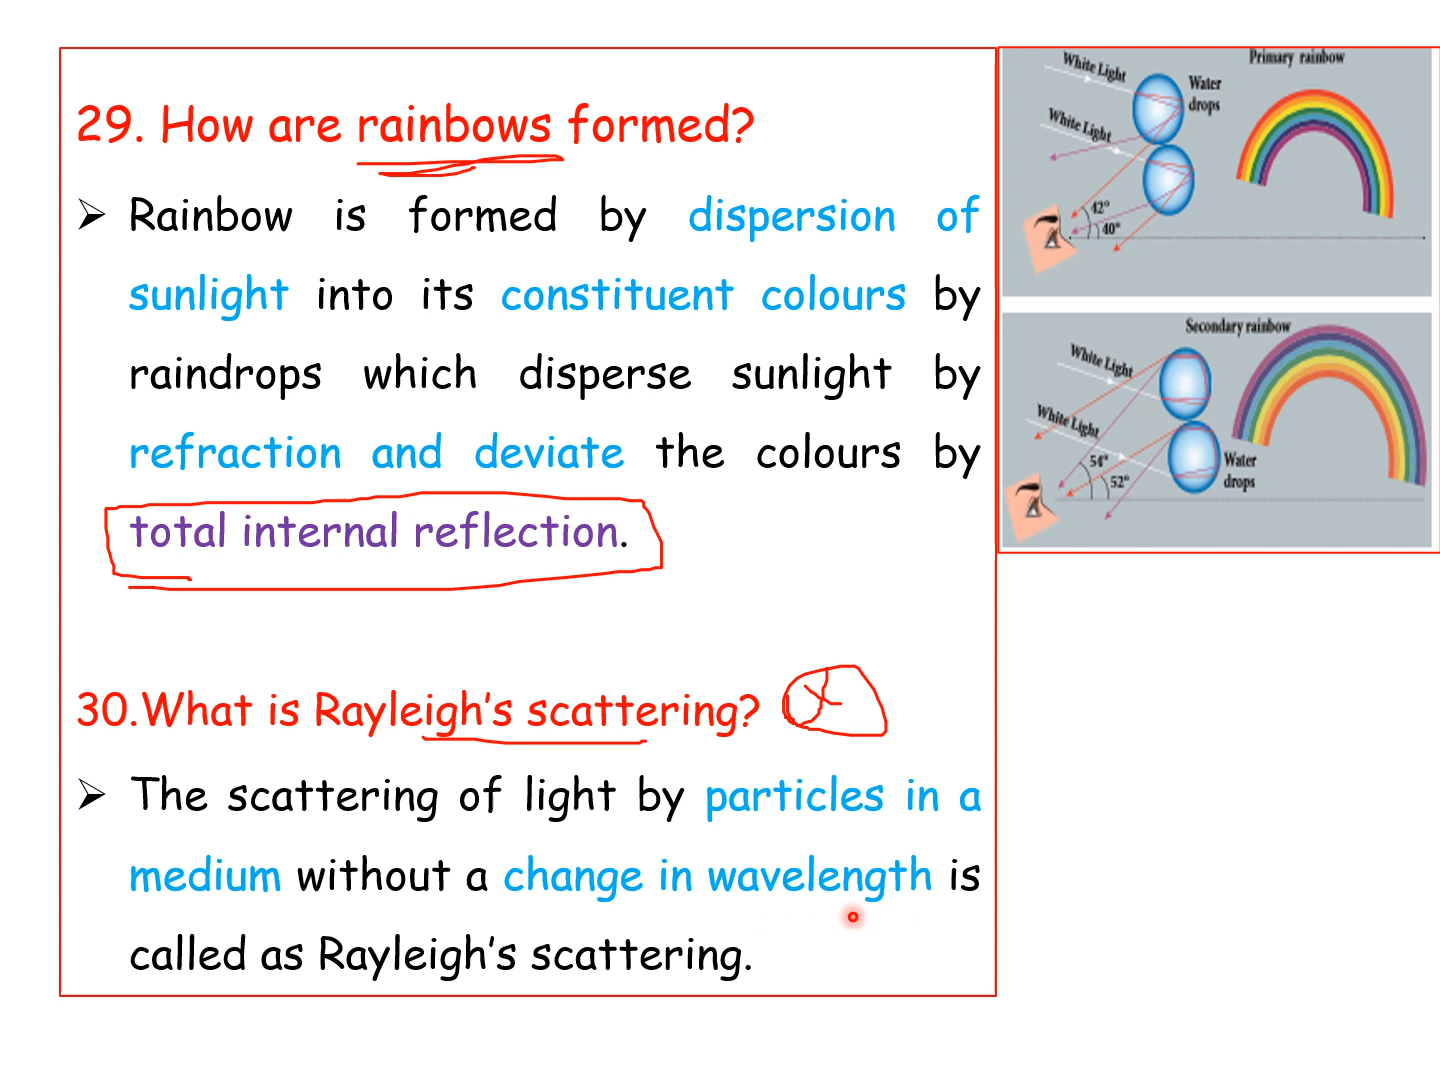 29. How are rainbows formed?
➢ Rainbow is formed by dispersion of
sunlight into its constituent colours by
raindrops which disperse sunlight by
refraction and deviate the colours by
total internal reflection.
30.What is Rayleigh's scattering?
➢ The scattering of light by particles in a
medium without a change in wavelength is
called as Rayleigh's scattering.
Primary rainbow
White Light
Water
drops
White Light
42°
40°
Secondary rainbow
White Light
White Light
54°
52°
Water
drops